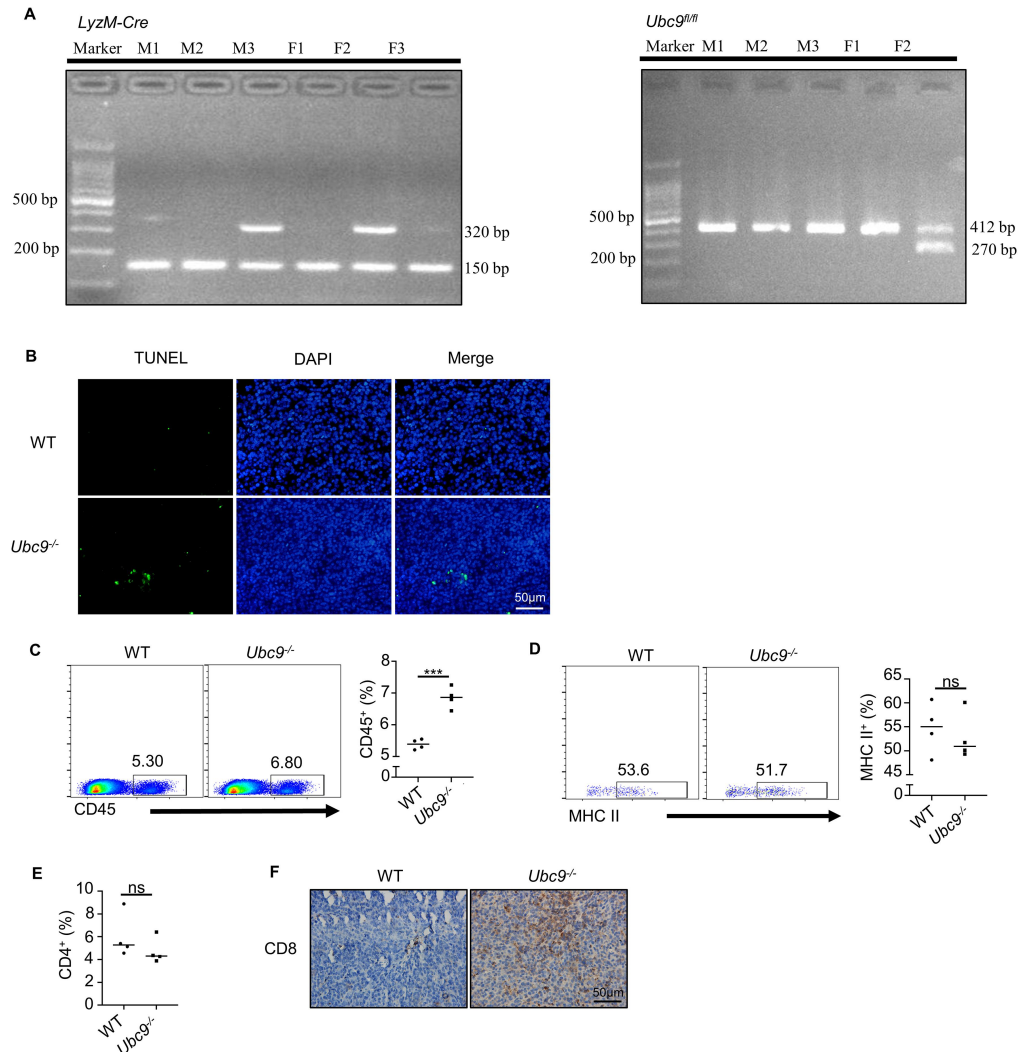 A
LyzM-Cre
Marker M1 M2 M3 F1 F2 F3
500 bp
200 bp
320 bp
150 bp
Ubc9fl/fl
Marker M1 M2 M3 F1 F2
500 bp
200 bp
412 bp
270 bp
B
TUNEL DAPI Merge
WT
Ubc9-/-
50μm
C
WT Ubc9-/-
5.30 6.80
CD45
CD45+ (%)
8
7
6
5
0
***
WT Ubc9-/-
D
WT Ubc9-/-
53.6 51.7
MHC II
MHC II+ (%)
65
60
55
50
45
0
ns
WT Ubc9-/-
E
CD4+ (%)
10
8
6
4
2
0
ns
WT Ubc9-/-
F
WT Ubc9-/-
CD8
50μm